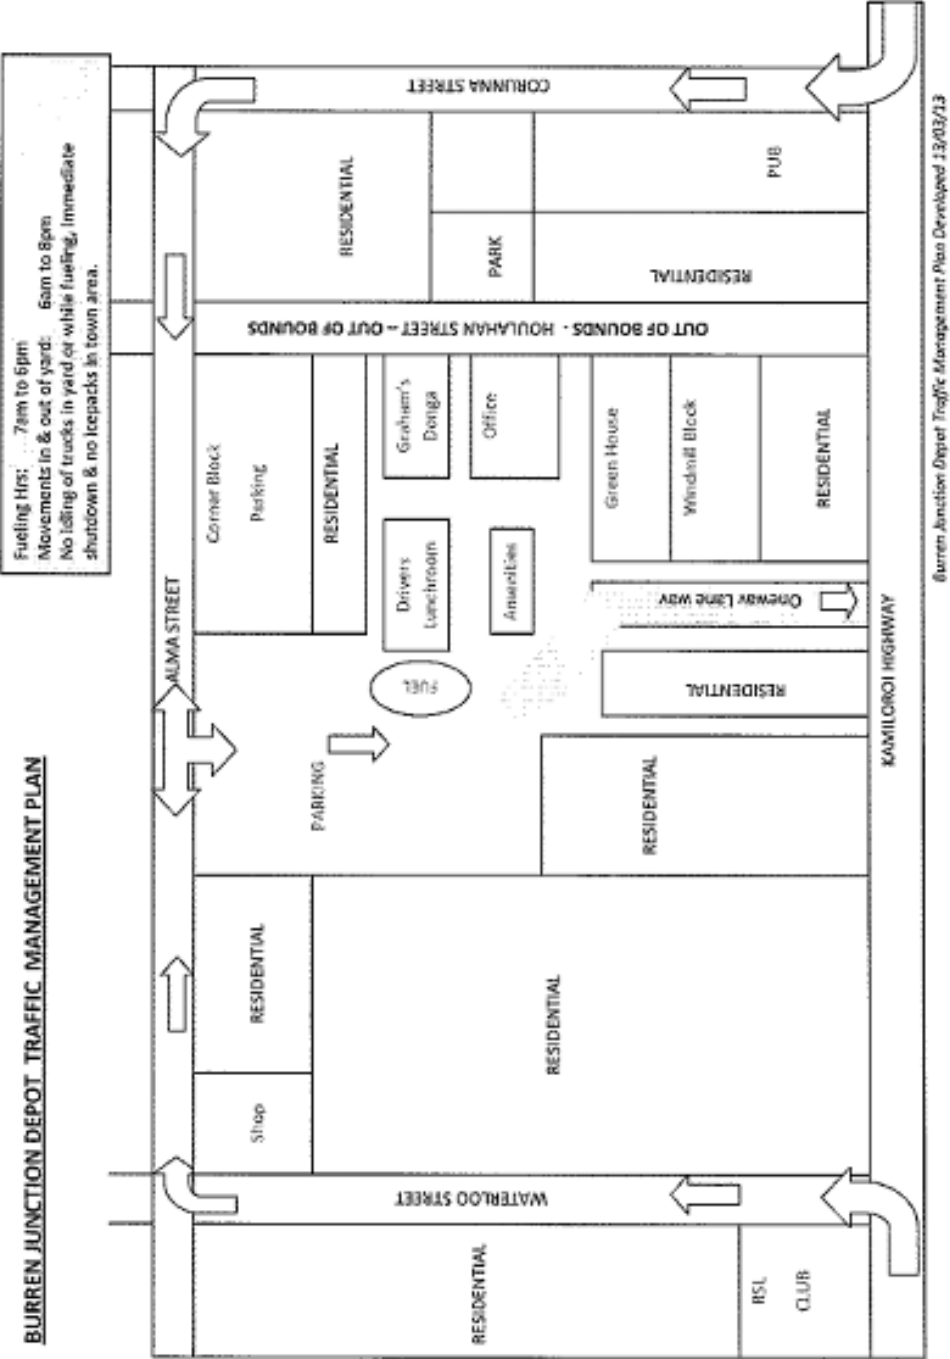 BURREN JUNCTION DEPOT TRAFFIC MANAGEMENT PLAN
Fueling Hrs: 7am to 6pm
Movements in & out of yard: 6am to 8pm
No idling of trucks in yard or while fueling, Immediate
shutdown & no icepacks in town area.
ALMA STREET
Shop
RESIDENTIAL
PARKING
Corner Block
Parking
RESIDENTIAL
RESIDENTIAL
CORUNNA STREET
WATERLOO STREET
OUT OF BOUNDS - HOULAHAN STREET – OUT OF BOUNDS
FUEL
Drivers
Lunchroom
Graham's
Donga
Amenities
Office
PARK
RESIDENTIAL
RESIDENTIAL
RESIDENTIAL
RESIDENTIAL
RESIDENTIAL
Oneway Lane way
Green House
Windmill Block
RESIDENTIAL
RESIDENTIAL
PUB
RSL
CLUB
KAMILOROI HIGHWAY
Burren Junction Depot Traffic Management Plan Developed 13/03/13